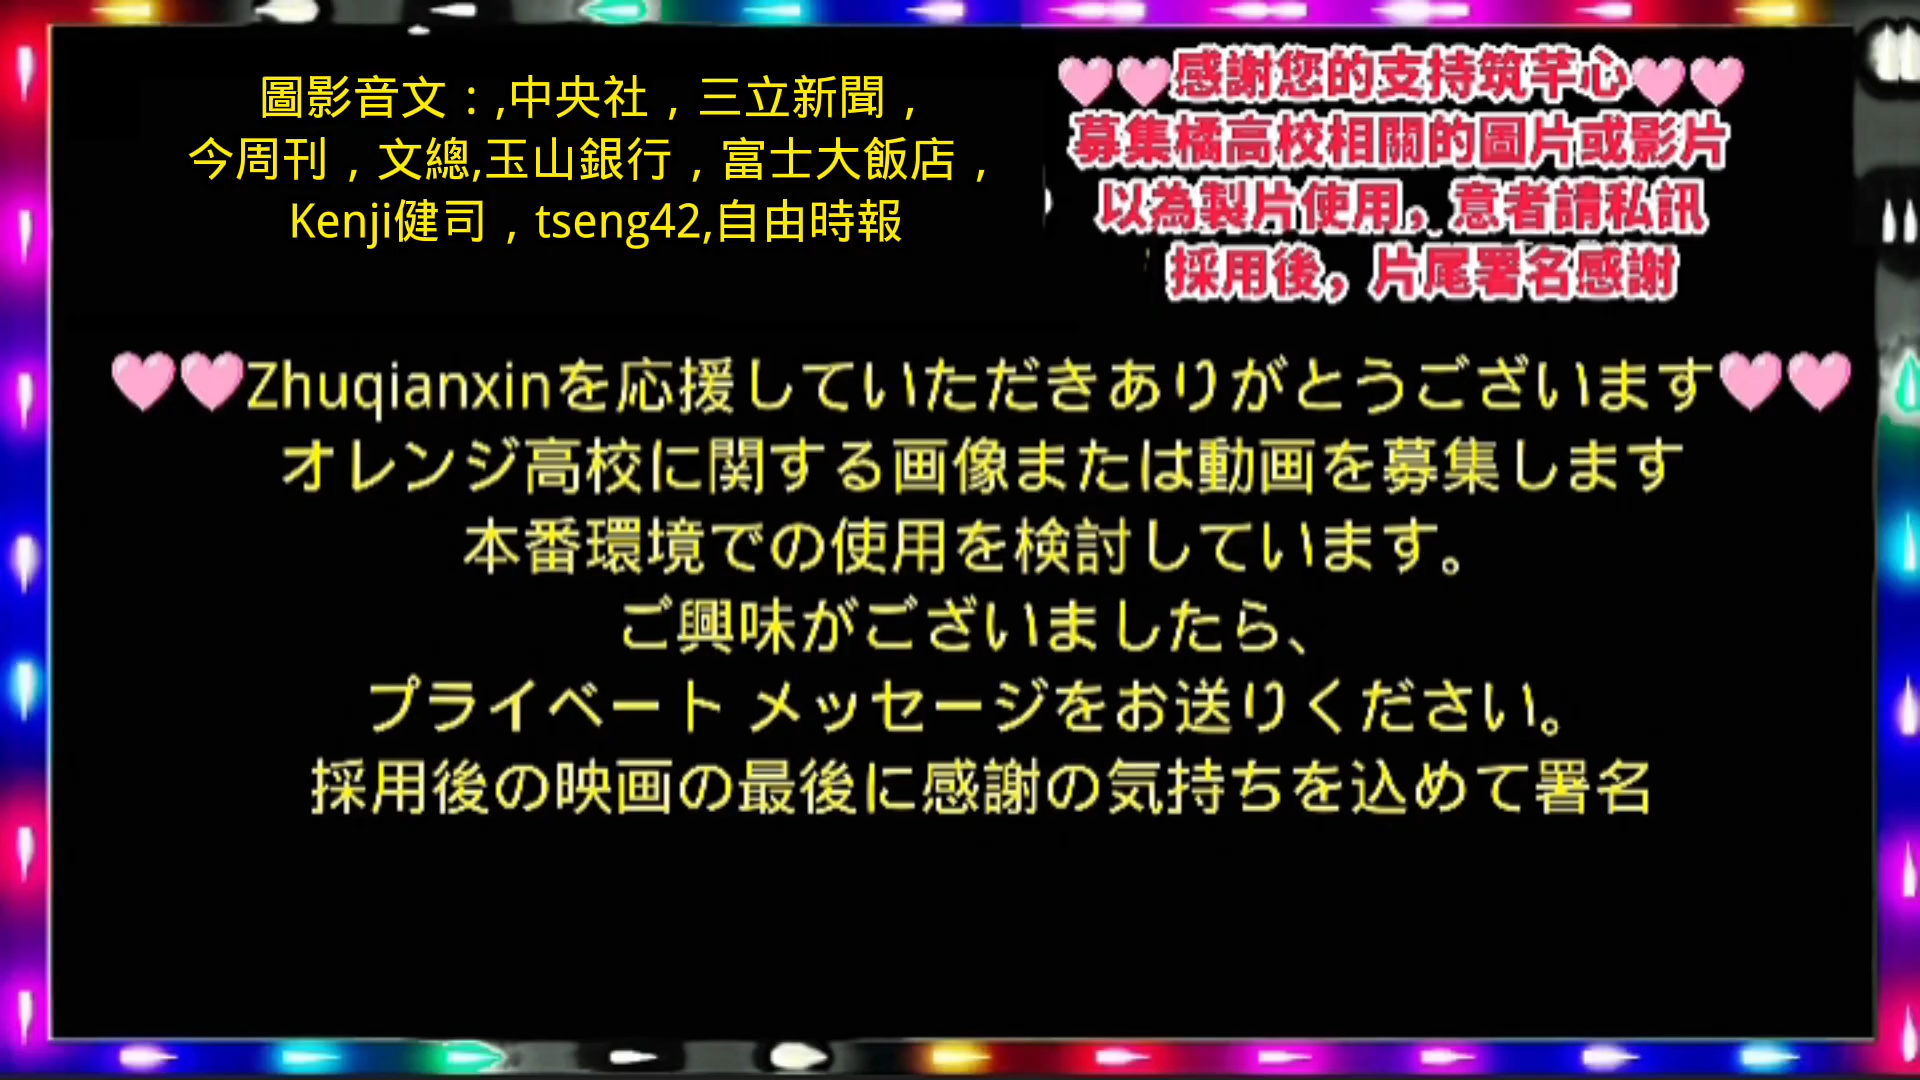 圖影音文：,中央社，三立新聞，
今周刊，文總,玉山銀行，富士大飯店，
Kenji健司，tseng42,自由時報
🩷🩷感謝您的支持筑芊心🩷🩷
募集橘高校相關的圖片或影片
以為製片使用，意者請私訊
採用後，片尾署名感謝
🩷🩷Zhuqianxinを応援していただきありがとうございます🩷🩷
オレンジ高校に関する画像または動画を募集します
本番環境での使用を検討しています。
ご興味がございましたら、
プライベート メッセージをお送りください。
採用後の映画の最後に感謝の気持ちを込めて署名